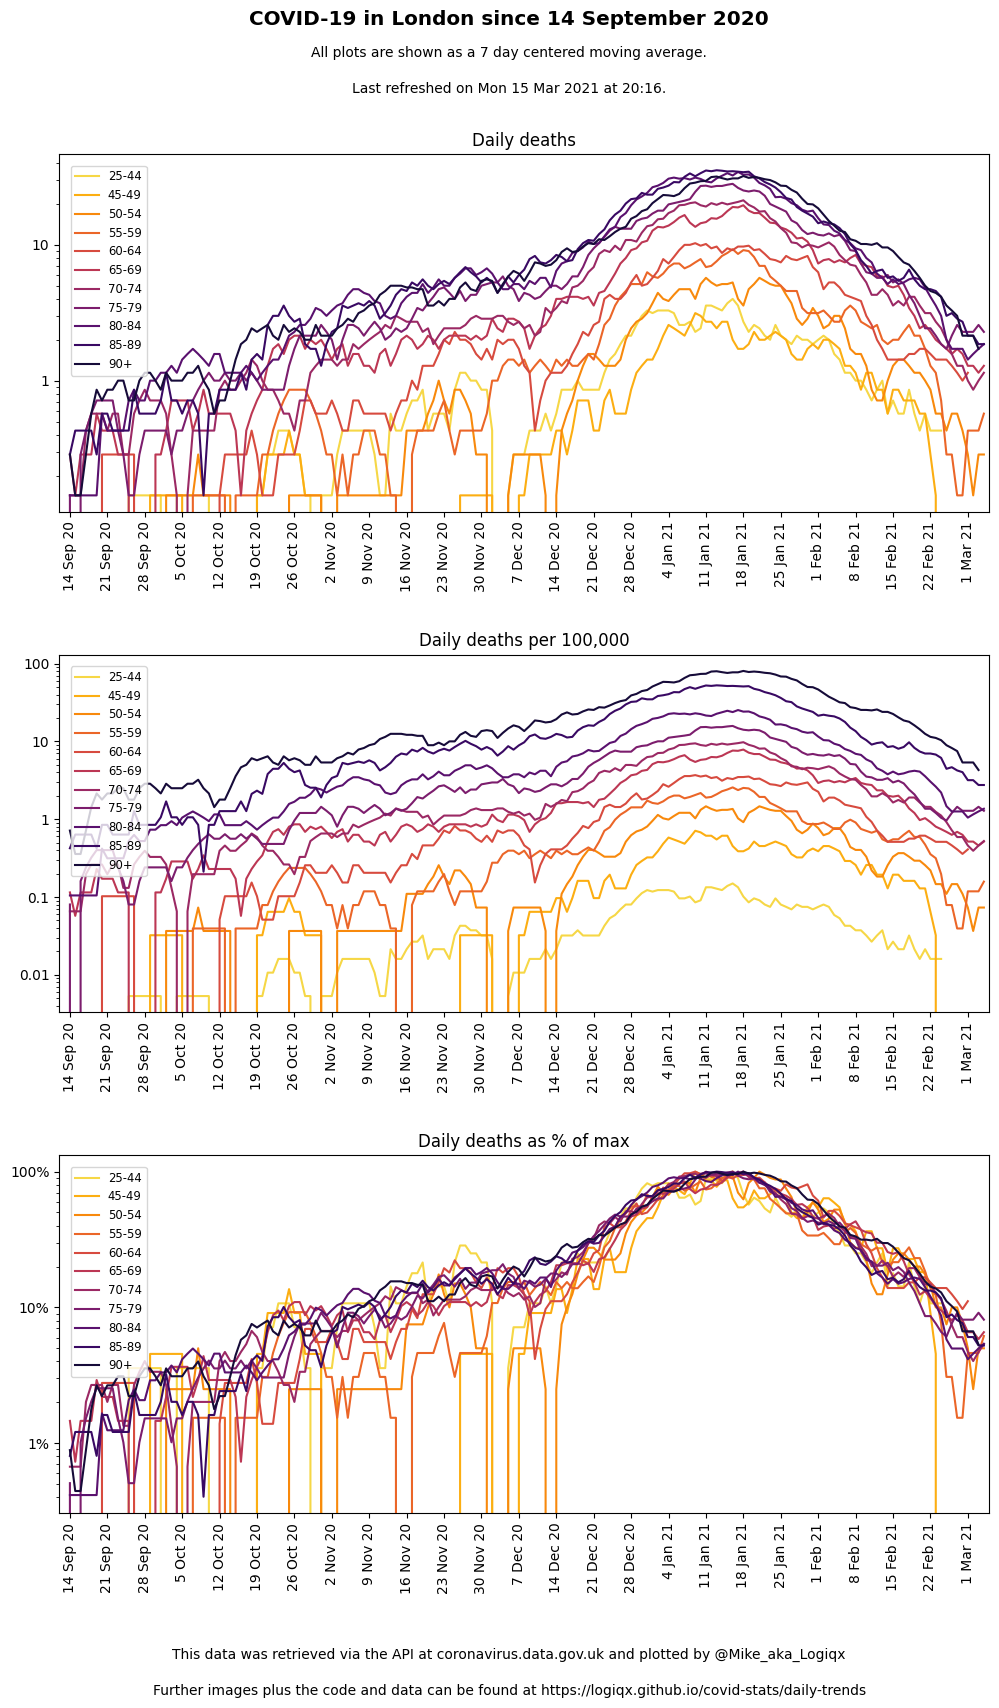 COVID-19 in London since 14 September 2020
All plots are shown as a 7 day centered moving average.
Last refreshed on Mon 15 Mar 2021 at 20:16.
Daily deaths
10
1
25-44
45-49
50-54
55-59
60-64
65-69
70-74
75-79
80-84
85-89
90+
14 Sep 20
21 Sep 20
28 Sep 20
5 Oct 20
12 Oct 20
19 Oct 20
26 Oct 20
2 Nov 20
9 Nov 20
16 Nov 20
23 Nov 20
30 Nov 20
7 Dec 20
14 Dec 20
21 Dec 20
28 Dec 20
4 Jan 21
11 Jan 21
18 Jan 21
25 Jan 21
1 Feb 21
8 Feb 21
15 Feb 21
22 Feb 21
1 Mar 21
Daily deaths per 100,000
100
10
1
0.1
0.01
25-44
45-49
50-54
55-59
60-64
65-69
70-74
75-79
80-84
85-89
90+
14 Sep 20
21 Sep 20
28 Sep 20
5 Oct 20
12 Oct 20
19 Oct 20
26 Oct 20
2 Nov 20
9 Nov 20
16 Nov 20
23 Nov 20
30 Nov 20
7 Dec 20
14 Dec 20
21 Dec 20
28 Dec 20
4 Jan 21
11 Jan 21
18 Jan 21
25 Jan 21
1 Feb 21
8 Feb 21
15 Feb 21
22 Feb 21
1 Mar 21
Daily deaths as % of max
100%
10%
1%
25-44
45-49
50-54
55-59
60-64
65-69
70-74
75-79
80-84
85-89
90+
14 Sep 20
21 Sep 20
28 Sep 20
5 Oct 20
12 Oct 20
19 Oct 20
26 Oct 20
2 Nov 20
9 Nov 20
16 Nov 20
23 Nov 20
30 Nov 20
7 Dec 20
14 Dec 20
21 Dec 20
28 Dec 20
4 Jan 21
11 Jan 21
18 Jan 21
25 Jan 21
1 Feb 21
8 Feb 21
15 Feb 21
22 Feb 21
1 Mar 21
This data was retrieved via the API at coronavirus.data.gov.uk and plotted by @Mike_aka_Logiqx
Further images plus the code and data can be found at https://logiqx.github.io/covid-stats/daily-trends